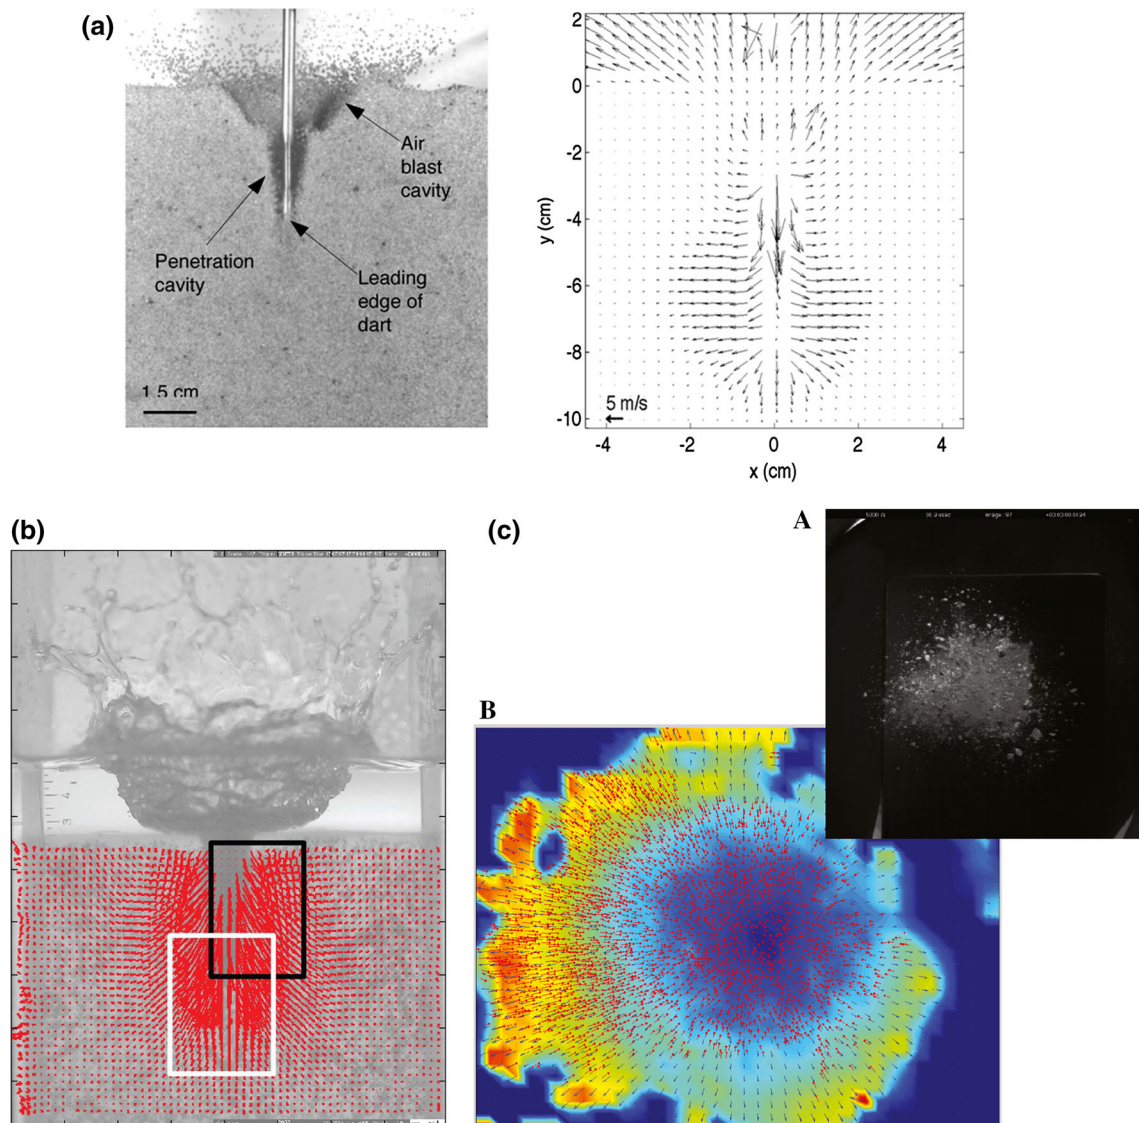 (a)
Air
blast
cavity
Penetration
cavity
Leading
edge of
dart
1.5 cm
2
0
-2
-4
-6
-8
-10
y (cm)
5 m/s
-4 -2 0 2 4
x (cm)
(b)
(c)
A
B